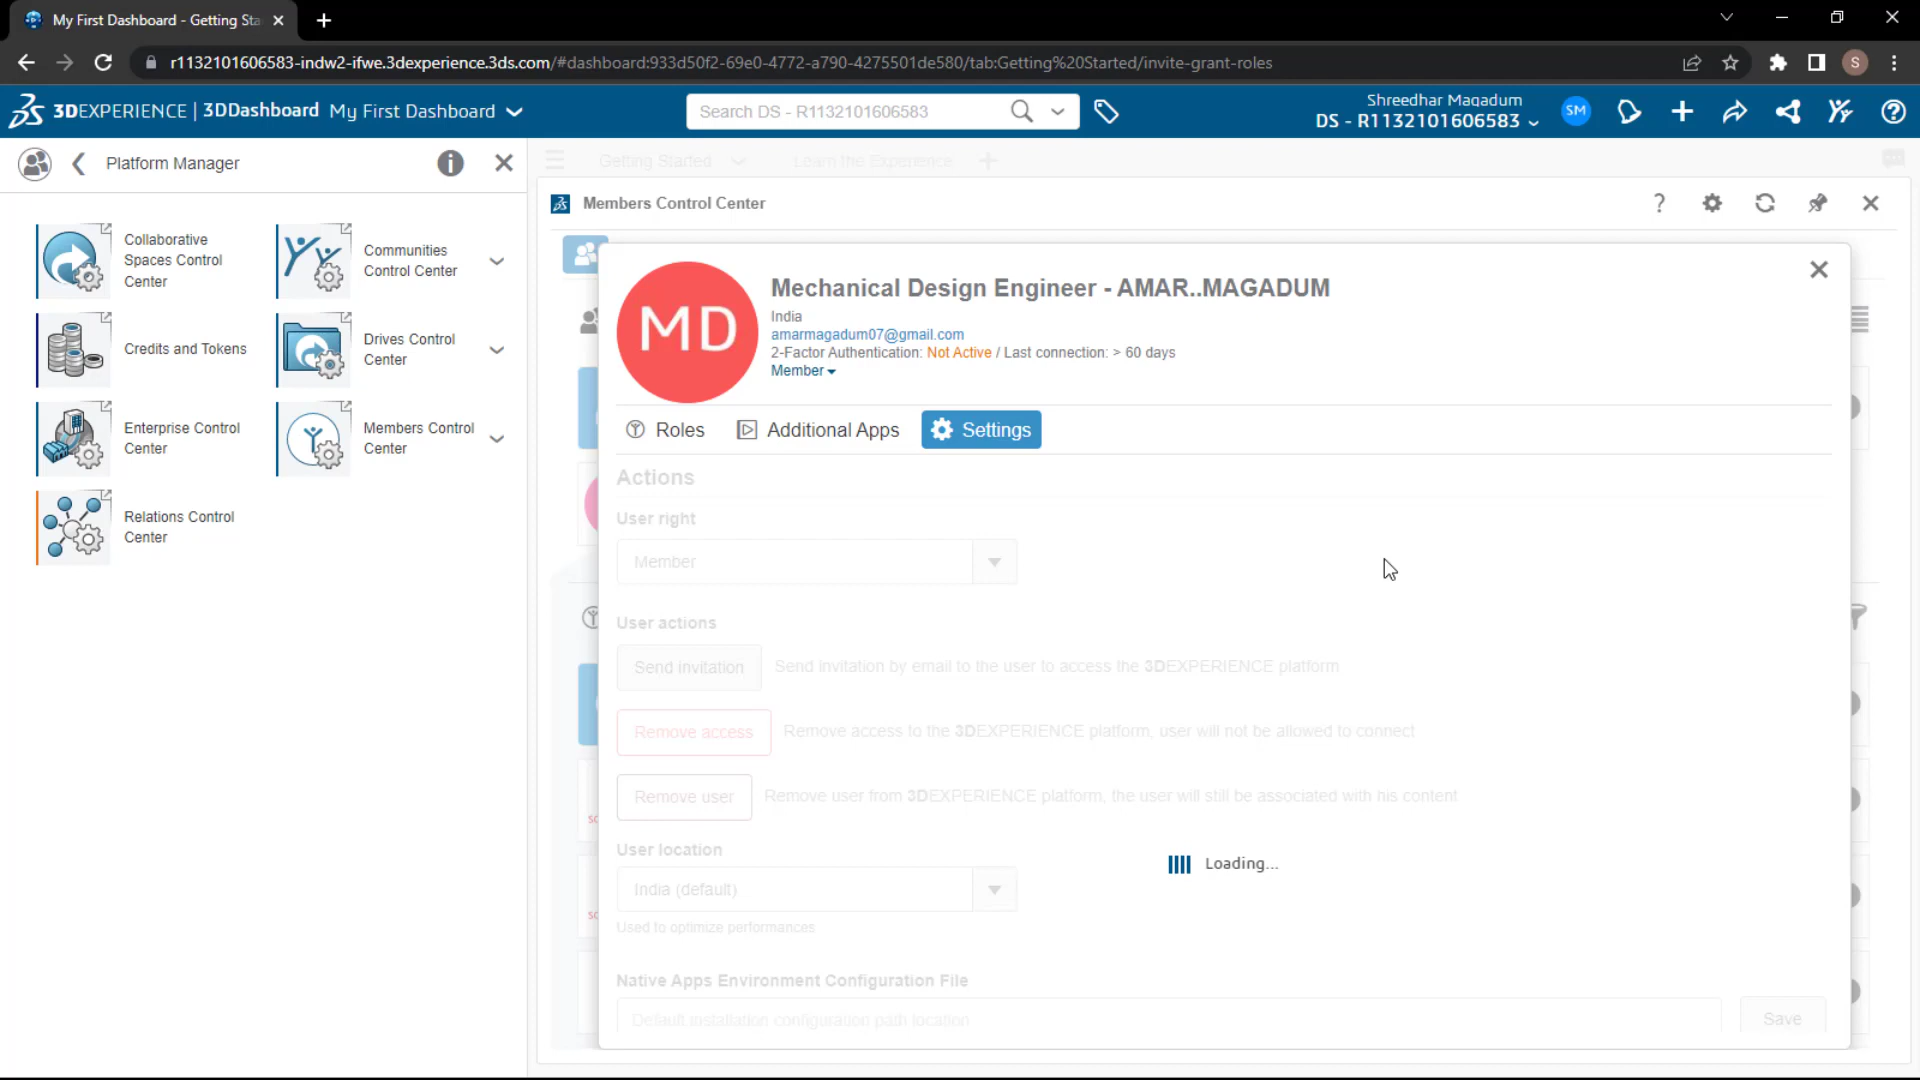 My First Dashboard - Getting Sta
r1132101606583-indw2-ifwe.3dexperience.3ds.com/#dashboard:933d50f2-69e0-4772-a790-4275501de580/tab:Getting%20Started/invite-grant-roles
S
3DEXPERIENCE | 3DDashboard My First Dashboard
Search DS - R1132101606583
Shreedhar Magadum
DS - R1132101606583
SM
Platform Manager
Collaborative
Spaces Control
Center
Communities
Control Center
Credits and Tokens
Drives Control
Center
Enterprise Control
Center
Members Control
Center
Relations Control
Center
Getting Started
Learn the Experience
Members Control Center
MD
Mechanical Design Engineer - AMAR..MAGADUM
India
amarmagadum07@gmail.com
2-Factor Authentication: Not Active / Last connection: > 60 days
Member
Roles
Additional Apps
Settings
Actions
User right
Member
User actions
Send invitation
Send invitation by email to the user to access the 3DEXPERIENCE platform
Remove access
Remove access to the 3DEXPERIENCE platform, user will not be allowed to connect
Remove user
Remove user from 3DEXPERIENCE platform, the user will still be associated with his content
User location
India (default)
Used to optimize performances
Loading...
Native Apps Environment Configuration File
Default installation configuration path location
Save